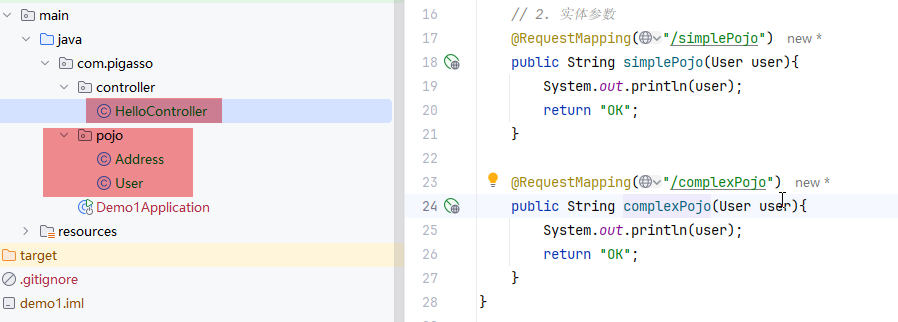 main
java
com.pigasso
controller
HelloController
pojo
Address
User
Demo1Application
resources
target
.gitignore
demo1.iml
16 // 2. 实体参数
17 @RequestMapping("/simplePojo") new *
18 public String simplePojo(User user){
19 System.out.println(user);
20 return "OK";
21 }
22
23 @RequestMapping("/complexPojo") new *
24 public String complexPojo(User user){
25 System.out.println(user);
26 return "OK";
27 }
28 }